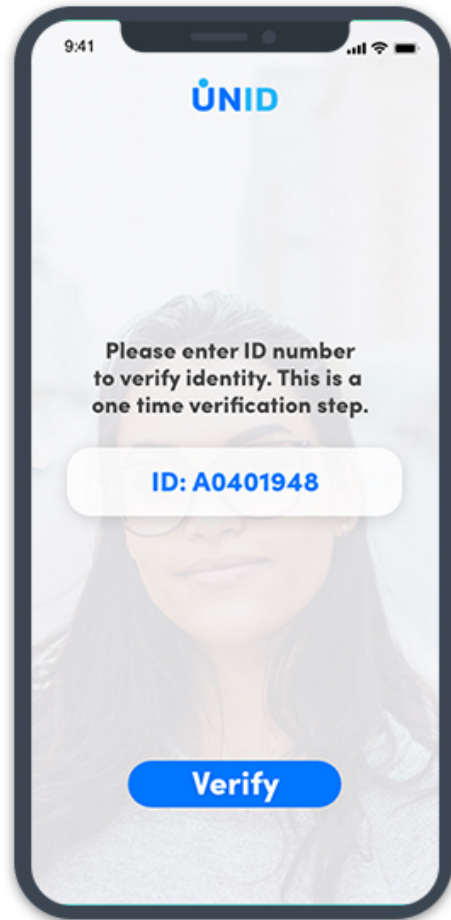 9:41
UNID
Please enter ID number
to verify identity. This is a
one time verification step.
ID: A0401948
Verify